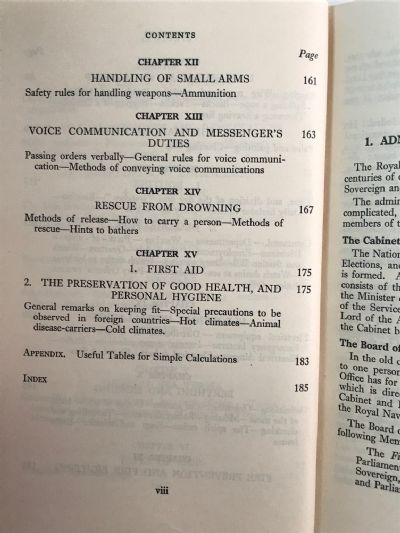 CONTENTS
Page
CHAPTER XII
HANDLING OF SMALL ARMS 161
Safety rules for handling weapons—Ammunition
CHAPTER XIII
VOICE COMMUNICATION AND MESSENGER'S
DUTIES 163
Passing orders verbally—General rules for voice communi-
cation—Methods of conveying voice communications
CHAPTER XIV
RESCUE FROM DROWNING 167
Methods of release—How to carry a person—Methods of
rescue—Hints to bathers
CHAPTER XV
1. FIRST AID 175
2. THE PRESERVATION OF GOOD HEALTH, AND 175
PERSONAL HYGIENE
General remarks on keeping fit—Special precautions to be
observed in foreign countries—Hot climates—Animal
disease-carriers—Cold climates.
APPENDIX. Useful Tables for Simple Calculations 183
INDEX 185
viii
1. ADM
The Royal
centuries of
Sovereign and
The admin
complicated,
members of t
The Cabinet
The Nation
Elections, and
is formed. A
consists of the
the Minister
of the Service
Lord of the A
the Cabinet b
The Board of
In the old d
to one person
Office has for
which is direc
Cabinet and
the Royal Nav
The Board
following Mem
The Fi
Parliamen
Sovereign,
and Parlia